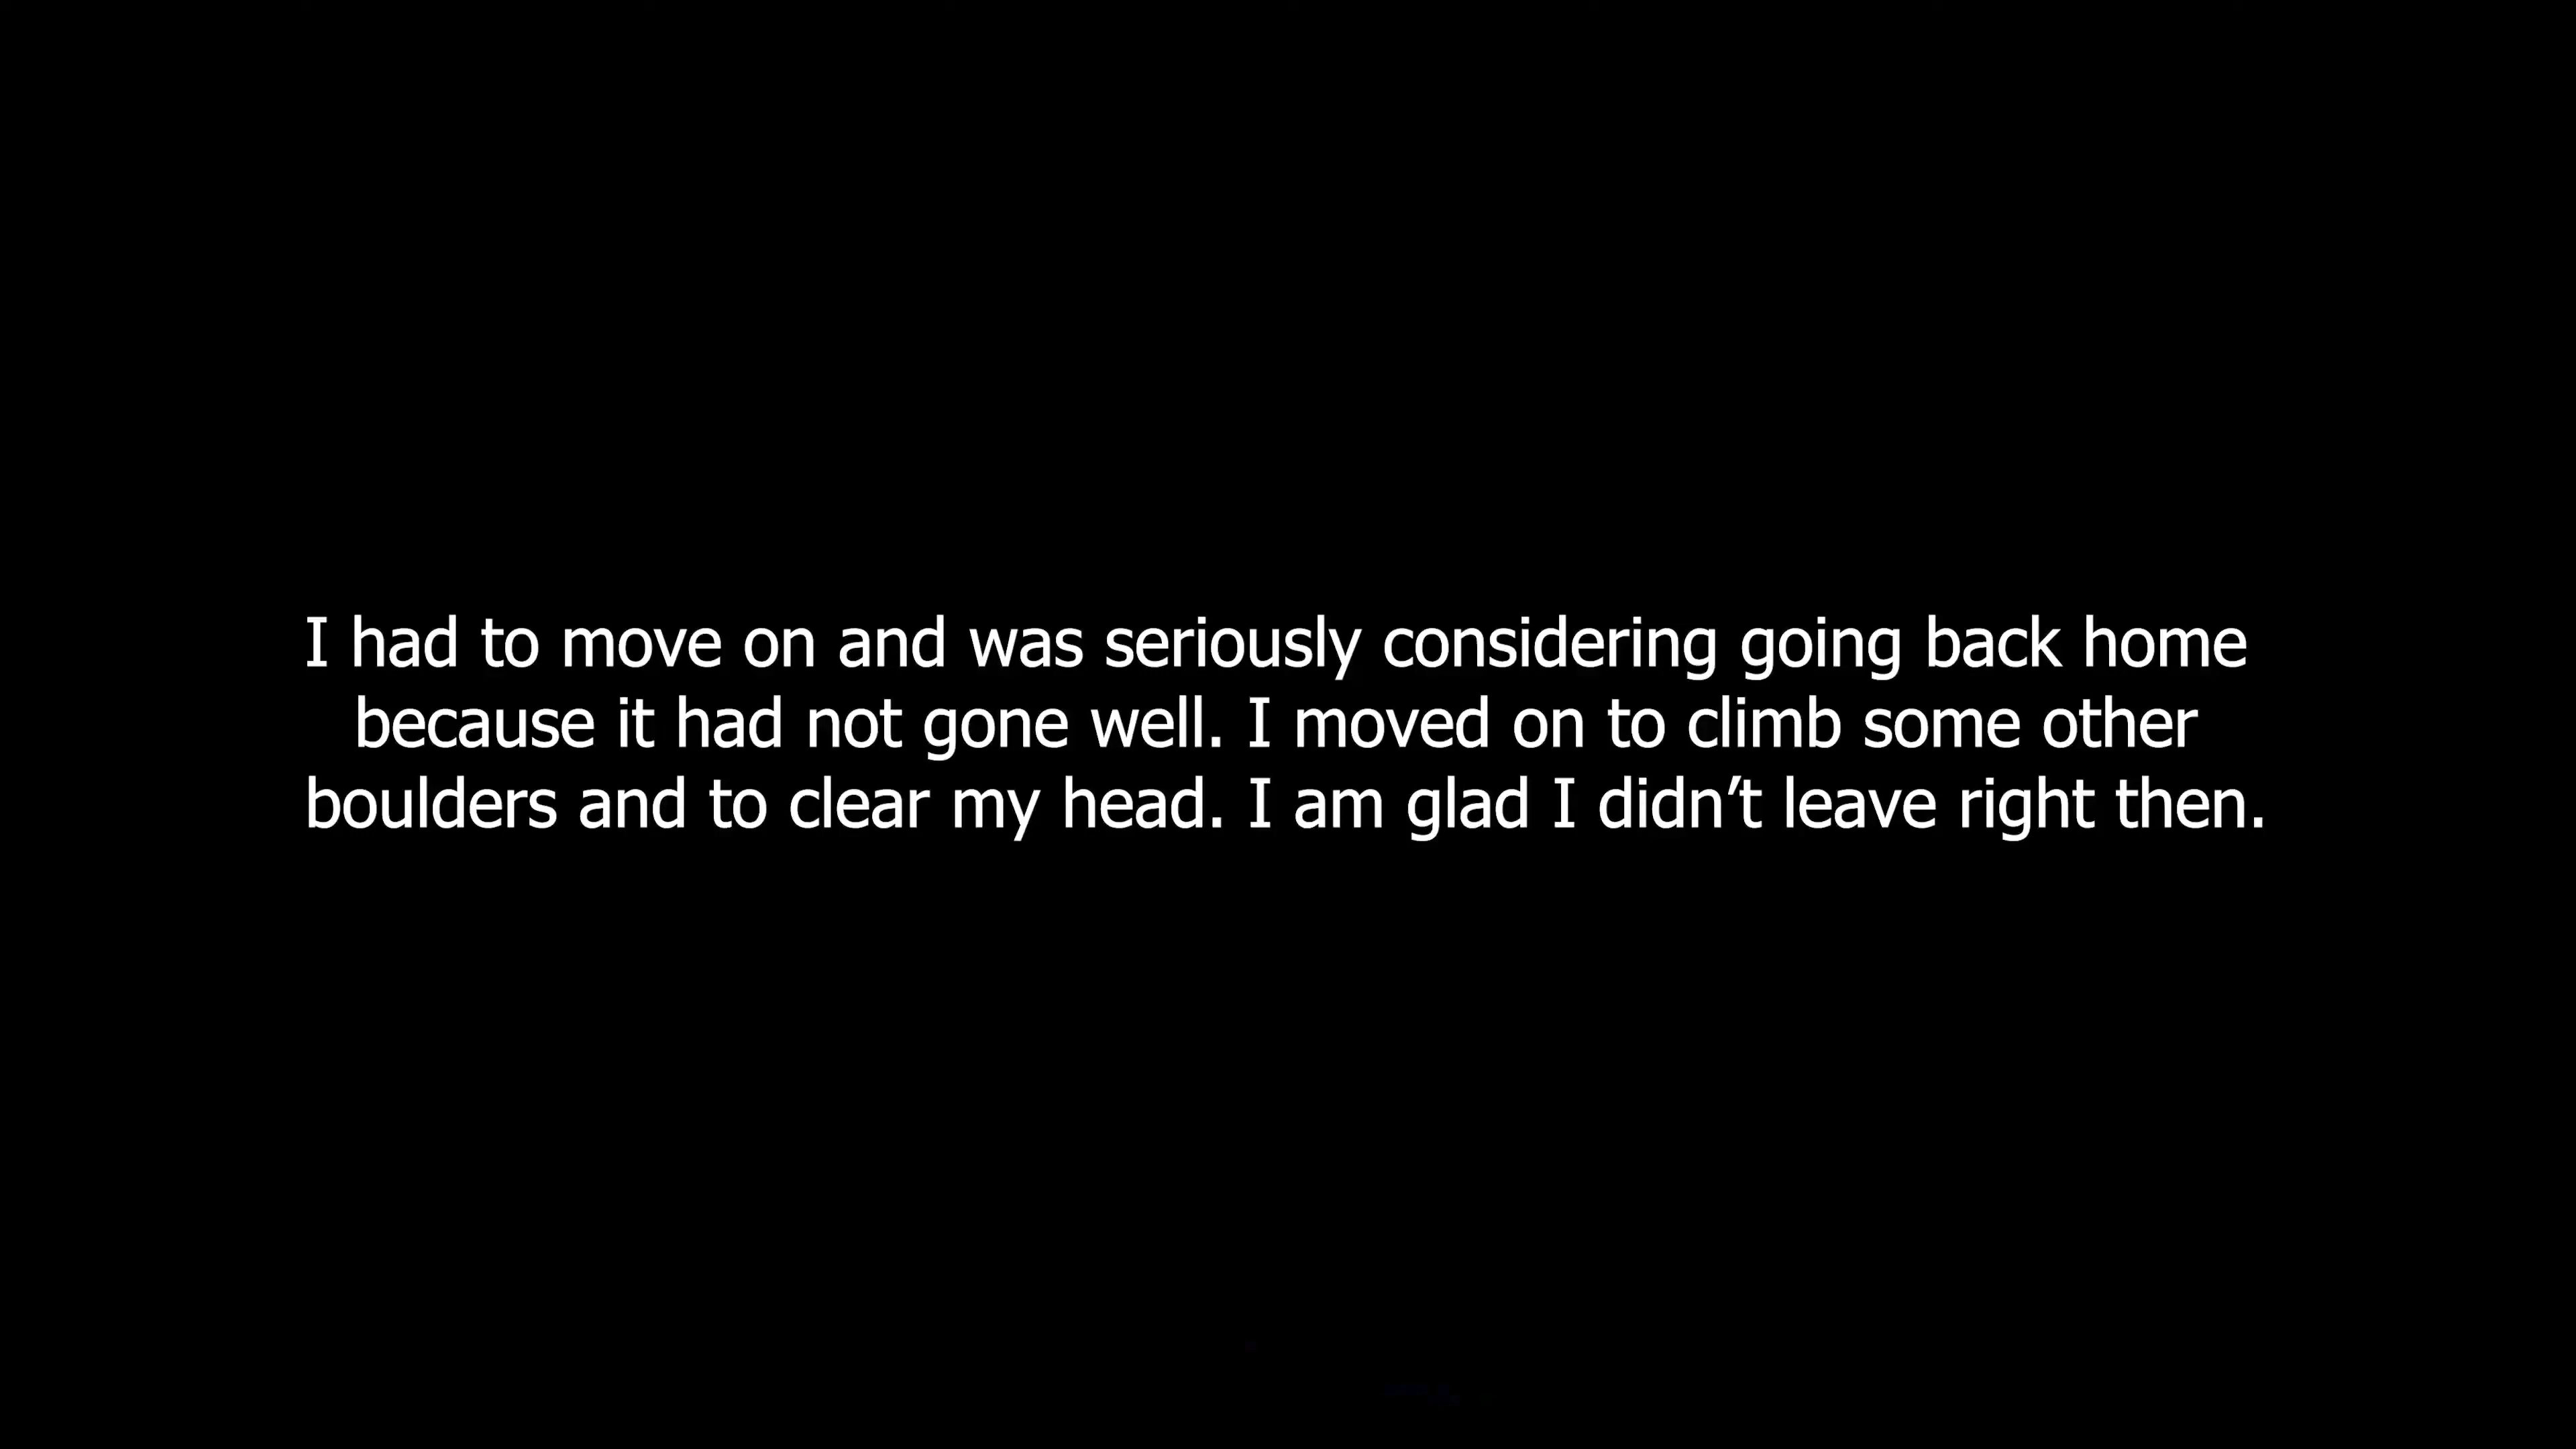 I had to move on and was seriously considering going back home
because it had not gone well. I moved on to climb some other
boulders and to clear my head. I am glad I didn’t leave right then.